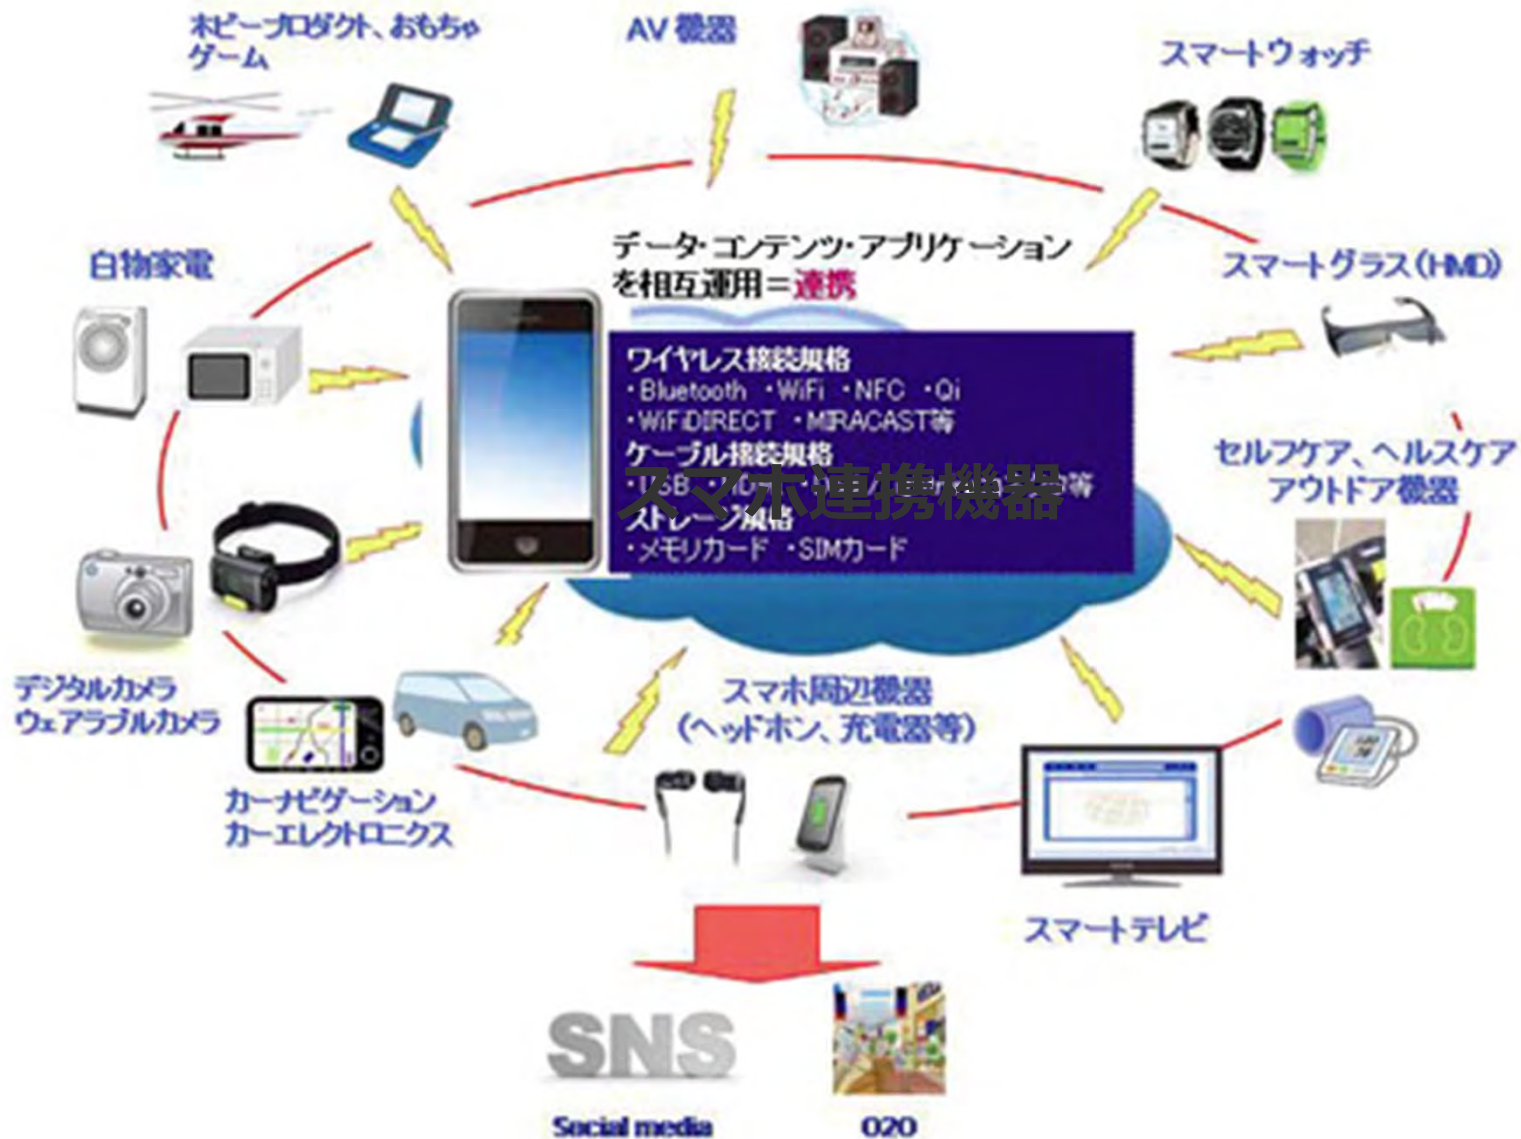 ホビープロダクト、おもちゃ
ゲーム
AV 機器
スマートウォッチ
データ・コンテンツ・アプリケーション
を相互運用＝連携
白物家電
スマートグラス(HMD)
ワイヤレス接続規格
・Bluetooth ・WiFi ・NFC ・Qi
・WiFiDIRECT ・MIRACAST等
ケーブル接続規格
・USB
スマホ連携機器
ストレージ規格
・メモリカード ・SIMカード
セルフケア、ヘルスケア
アウトドア機器
デジタルカメラ
ウェアラブルカメラ
スマホ周辺機器
(ヘッドホン、充電器等)
カーナビゲーション
カーエレクトロニクス
スマートテレビ
SNS
Social media
O2O